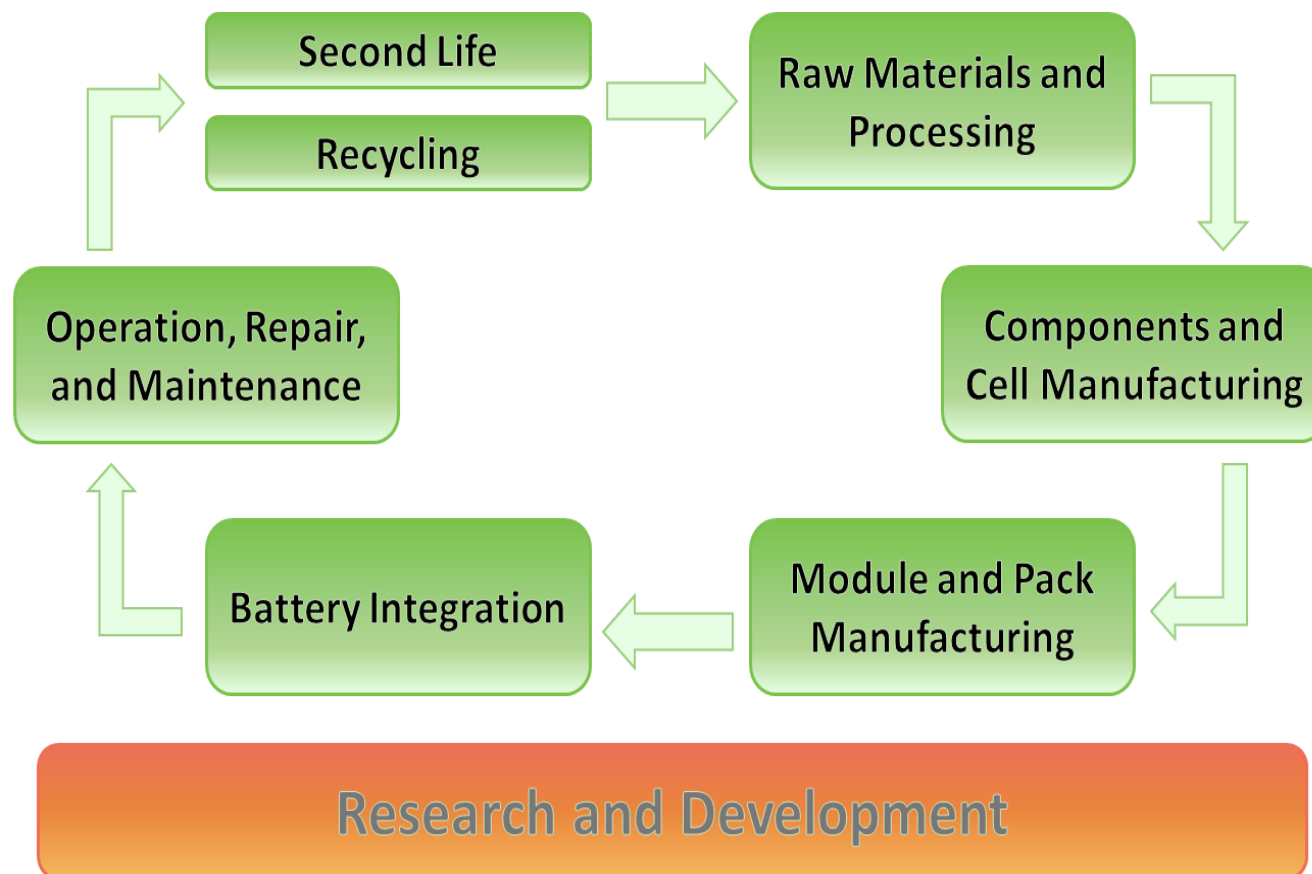 Second Life
Recycling
Raw Materials and
Processing
Operation, Repair,
and Maintenance
Components and
Cell Manufacturing
Battery Integration
Module and Pack
Manufacturing
Research and Development